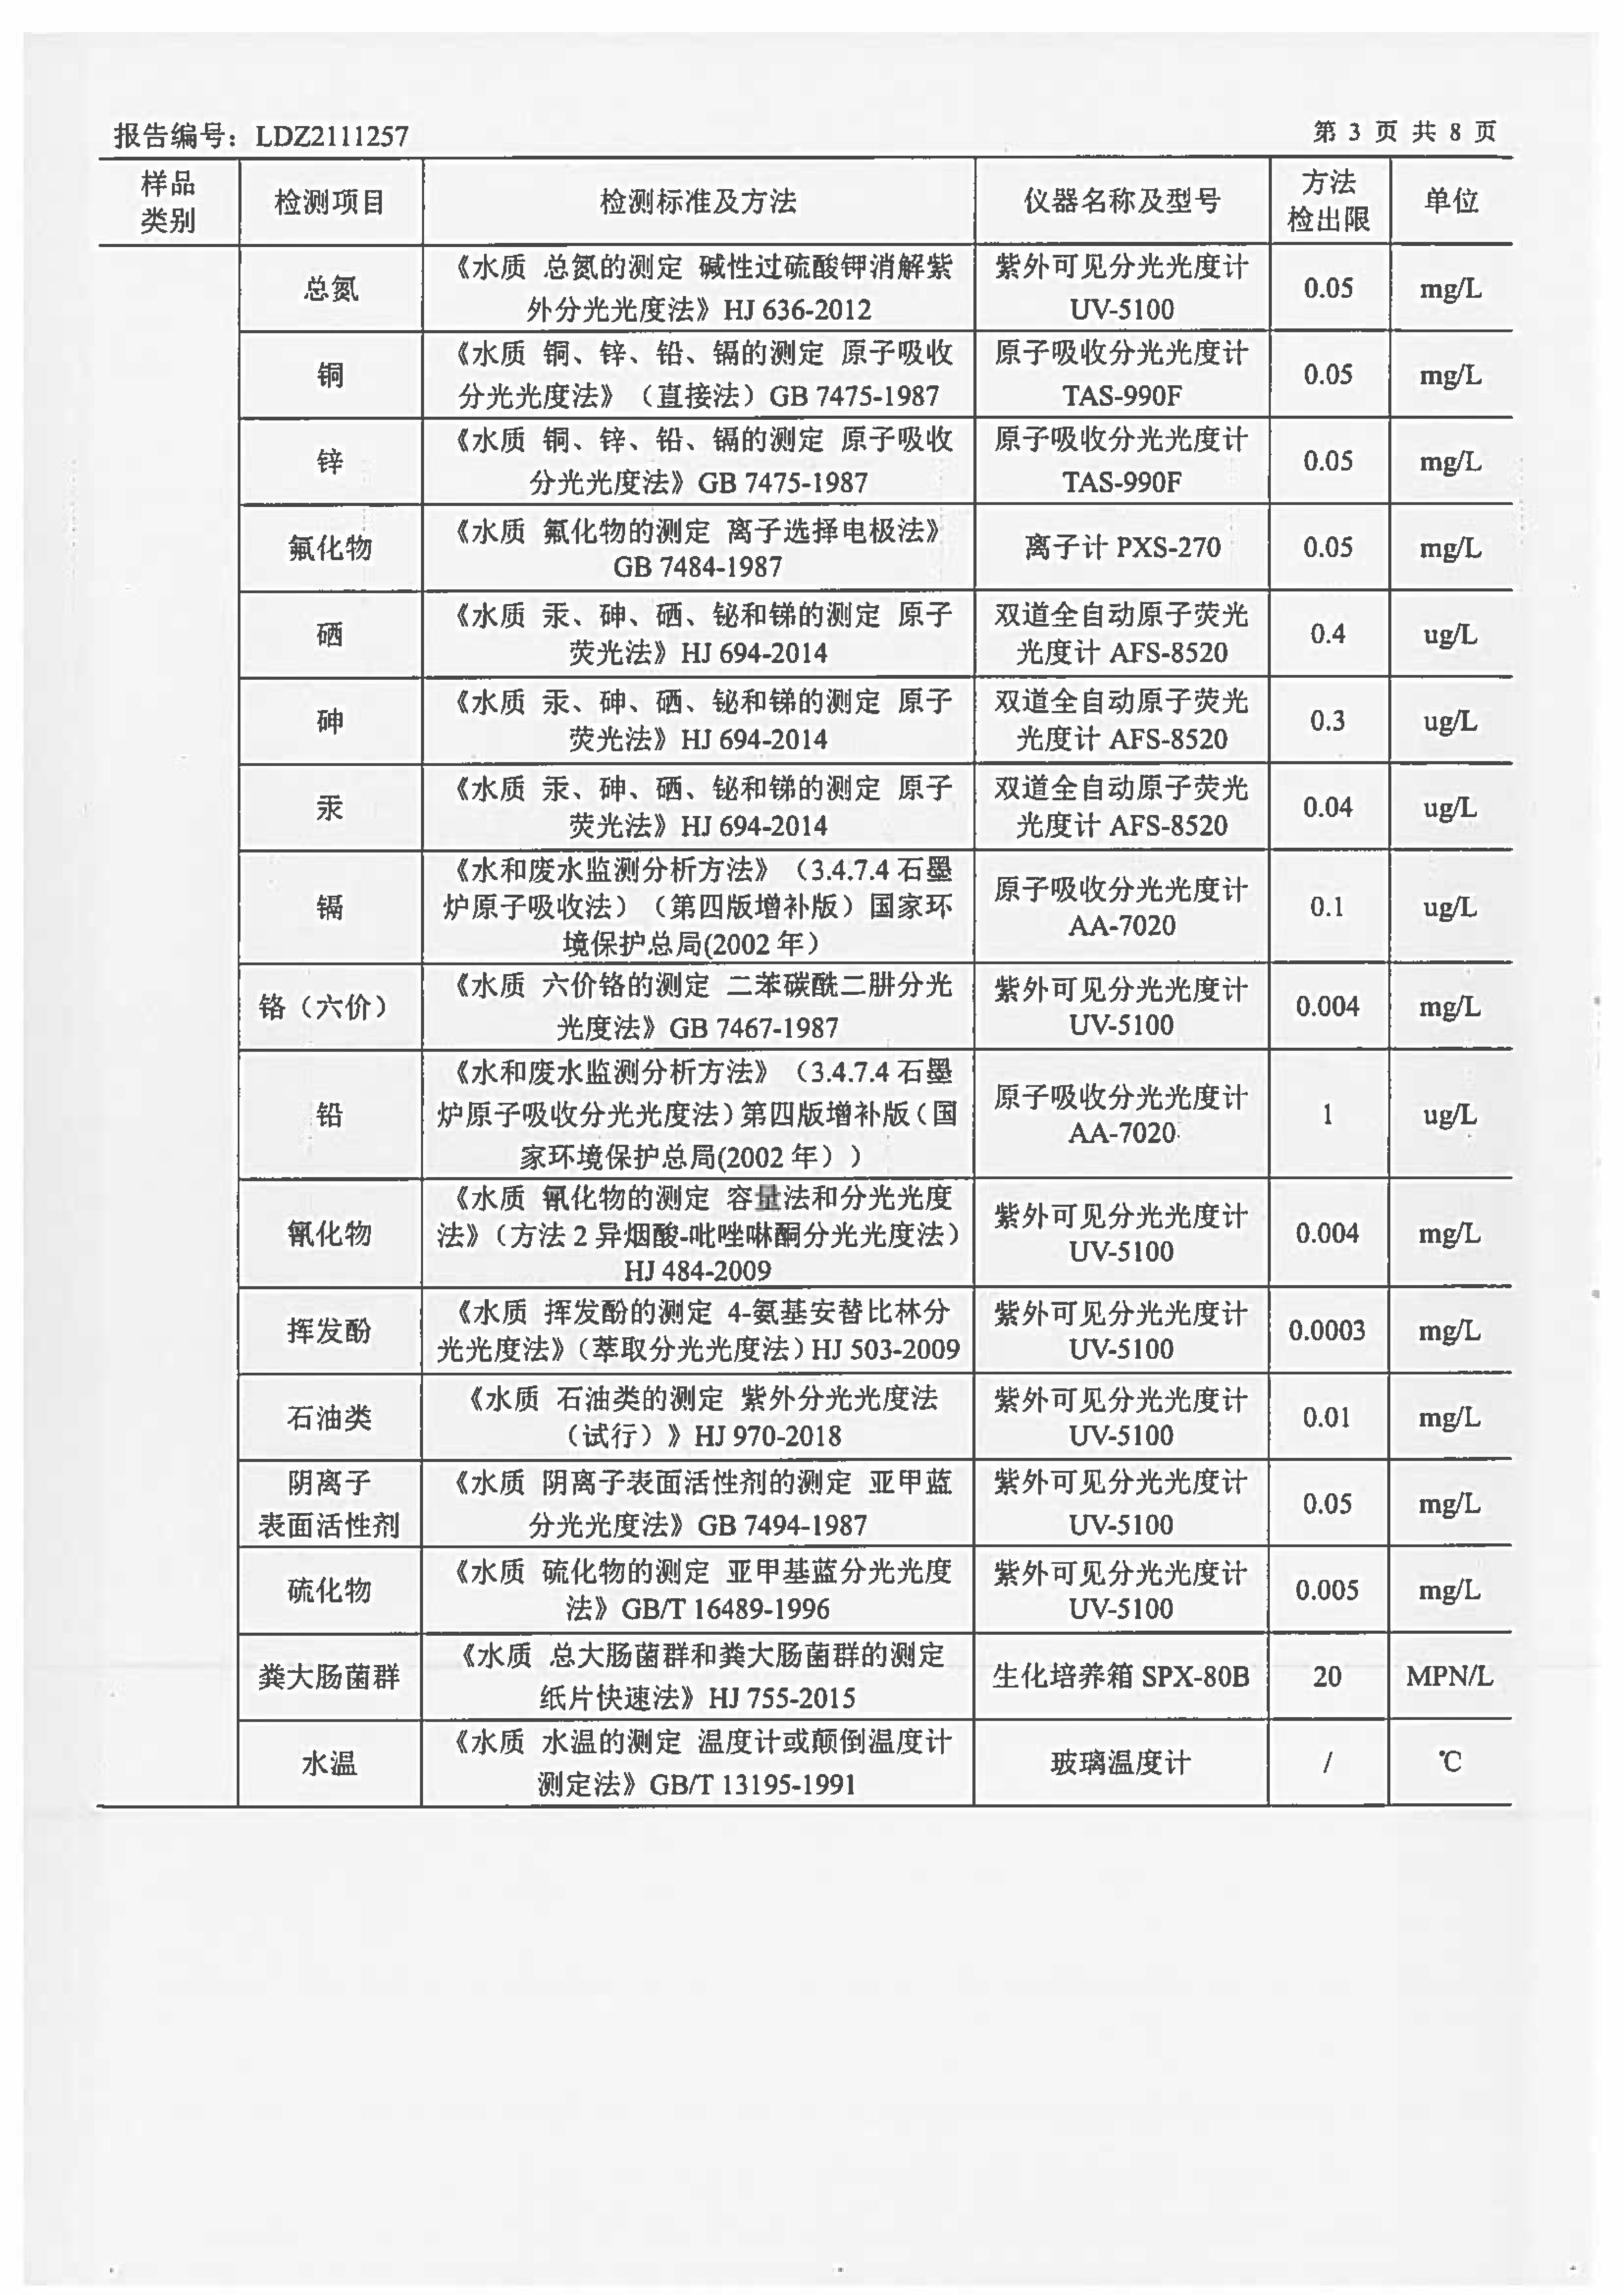 报告编号：LDZ2111257
第 3 页 共 8 页
样品
类别
检测项目
检测标准及方法
仪器名称及型号
方法
检出限
单位
总氮
《水质 总氮的测定 碱性过硫酸钾消解紫
外分光光度法》HJ 636-2012
紫外可见分光光度计
UV-5100
0.05
mg/L
铜
《水质 铜、锌、铅、镉的测定 原子吸收
分光光度法》（直接法）GB 7475-1987
原子吸收分光光度计
TAS-990F
0.05
mg/L
锌
《水质 铜、锌、铅、镉的测定 原子吸收
分光光度法》GB 7475-1987
原子吸收分光光度计
TAS-990F
0.05
mg/L
氟化物
《水质 氟化物的测定 离子选择电极法》
GB 7484-1987
离子计 PXS-270
0.05
mg/L
硒
《水质 汞、砷、硒、铋和锑的测定 原子
荧光法》HJ 694-2014
双道全自动原子荧光
光度计 AFS-8520
0.4
ug/L
砷
《水质 汞、砷、硒、铋和锑的测定 原子
荧光法》HJ 694-2014
双道全自动原子荧光
光度计 AFS-8520
0.3
ug/L
汞
《水质 汞、砷、硒、铋和锑的测定 原子
荧光法》HJ 694-2014
双道全自动原子荧光
光度计 AFS-8520
0.04
ug/L
镉
《水和废水监测分析方法》（3.4.7.4 石墨
炉原子吸收法）（第四版增补版）国家环
境保护总局(2002 年）
原子吸收分光光度计
AA-7020
0.1
ug/L
铬（六价）
《水质 六价铬的测定 二苯碳酰二肼分光
光度法》GB 7467-1987
紫外可见分光光度计
UV-5100
0.004
mg/L
铅
《水和废水监测分析方法》（3.4.7.4 石墨
炉原子吸收分光光度法）第四版增补版（国
家环境保护总局(2002 年））
原子吸收分光光度计
AA-7020
1
ug/L
氰化物
《水质 氰化物的测定 容量法和分光光度
法》（方法 2 异烟酸-吡唑啉酮分光光度法）
HJ 484-2009
紫外可见分光光度计
UV-5100
0.004
mg/L
挥发酚
《水质 挥发酚的测定 4-氨基安替比林分
光光度法》（萃取分光光度法）HJ 503-2009
紫外可见分光光度计
UV-5100
0.0003
mg/L
石油类
《水质 石油类的测定 紫外分光光度法
（试行）》HJ 970-2018
紫外可见分光光度计
UV-5100
0.01
mg/L
阴离子
表面活性剂
《水质 阴离子表面活性剂的测定 亚甲蓝
分光光度法》GB 7494-1987
紫外可见分光光度计
UV-5100
0.05
mg/L
硫化物
《水质 硫化物的测定 亚甲基蓝分光光度
法》GB/T 16489-1996
紫外可见分光光度计
UV-5100
0.005
mg/L
粪大肠菌群
《水质 总大肠菌群和粪大肠菌群的测定
纸片快速法》HJ 755-2015
生化培养箱 SPX-80B
20
MPN/L
水温
《水质 水温的测定 温度计或颠倒温度计
测定法》GB/T 13195-1991
玻璃温度计
/
℃